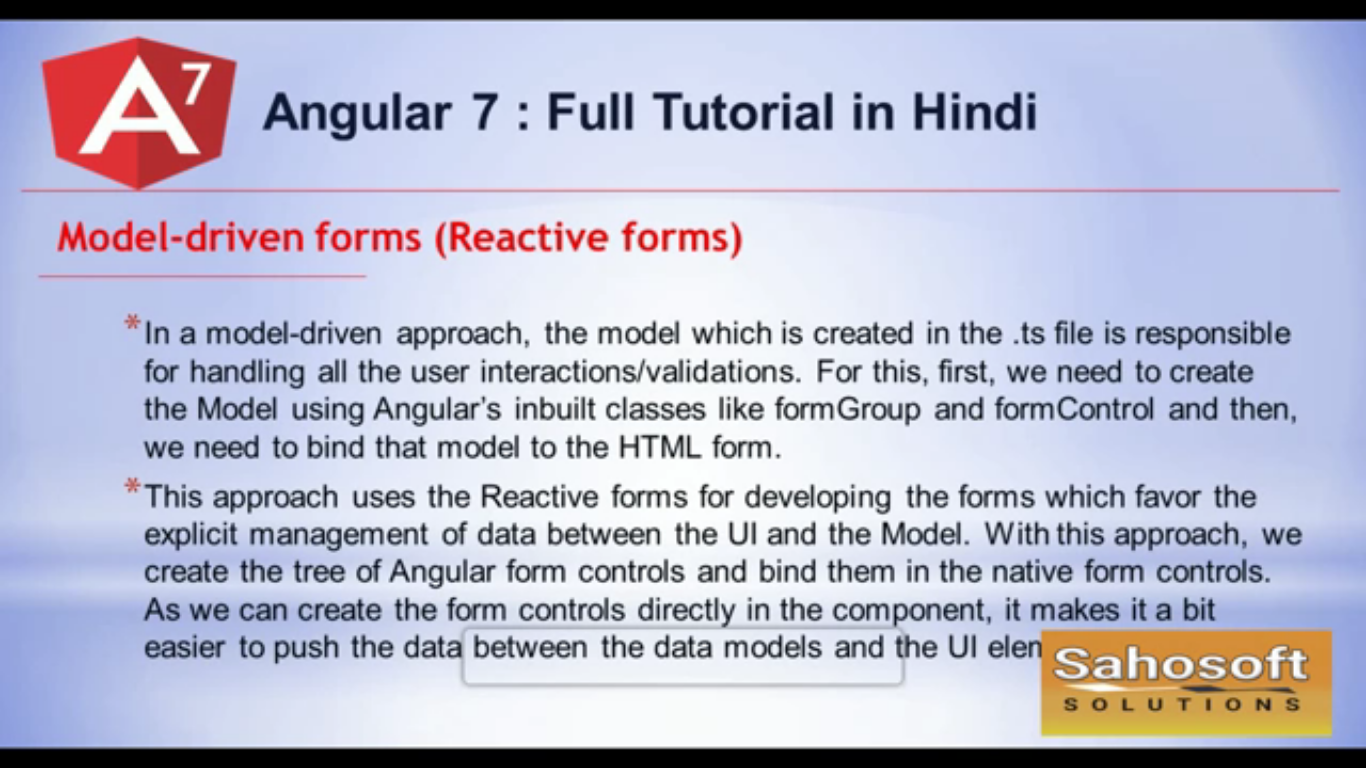 A7
Angular 7 : Full Tutorial in Hindi
Model-driven forms (Reactive forms)
*In a model-driven approach, the model which is created in the .ts file is responsible
for handling all the user interactions/validations. For this, first, we need to create
the Model using Angular’s inbuilt classes like formGroup and formControl and then,
we need to bind that model to the HTML form.
*This approach uses the Reactive forms for developing the forms which favor the
explicit management of data between the UI and the Model. With this approach, we
create the tree of Angular form controls and bind them in the native form controls.
As we can create the form controls directly in the component, it makes it a bit
easier to push the data between the data models and the UI
Sahosoft
SOLUTIONS